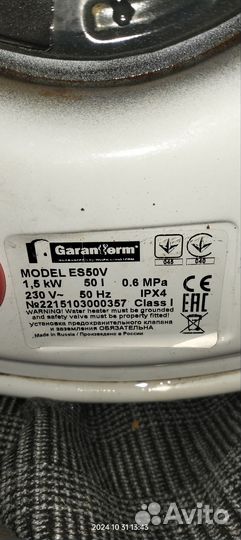 Garanterm®
MODEL ES50V
1,5 kW 50 l 0.6 MPa
230 V~ 50 Hz IPX4
№2215103000357 Class I
WARNING! Water heater must be grounded
and safety valve must be properly fitted!
Установка предохранительного клапана
и заземления ОБЯЗАТЕЛЬНА
Made in Russia / Произведено в России
CE
EAC
2024 10 31 13:43
Avito